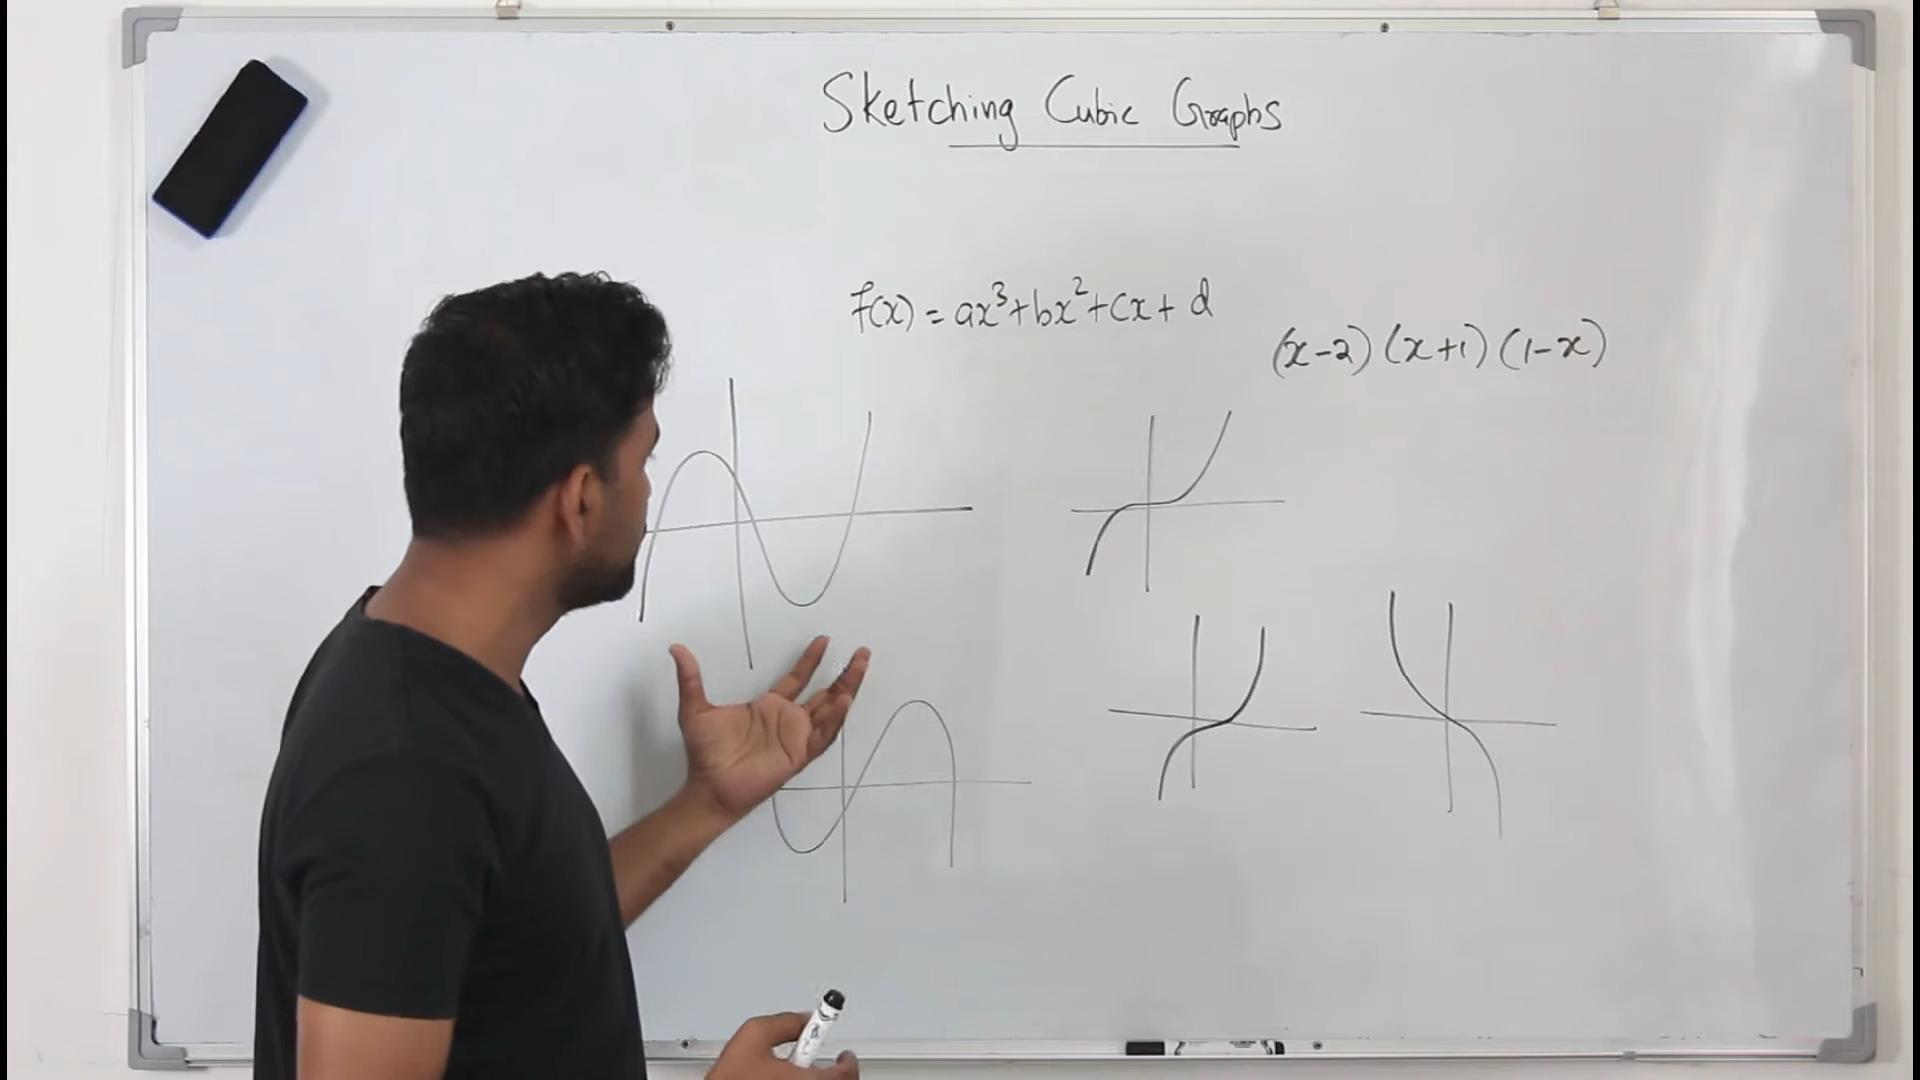 Sketching Cubic Graphs
f(x) = ax³+bx²+cx+d
(x-2)(x+1)(1-x)